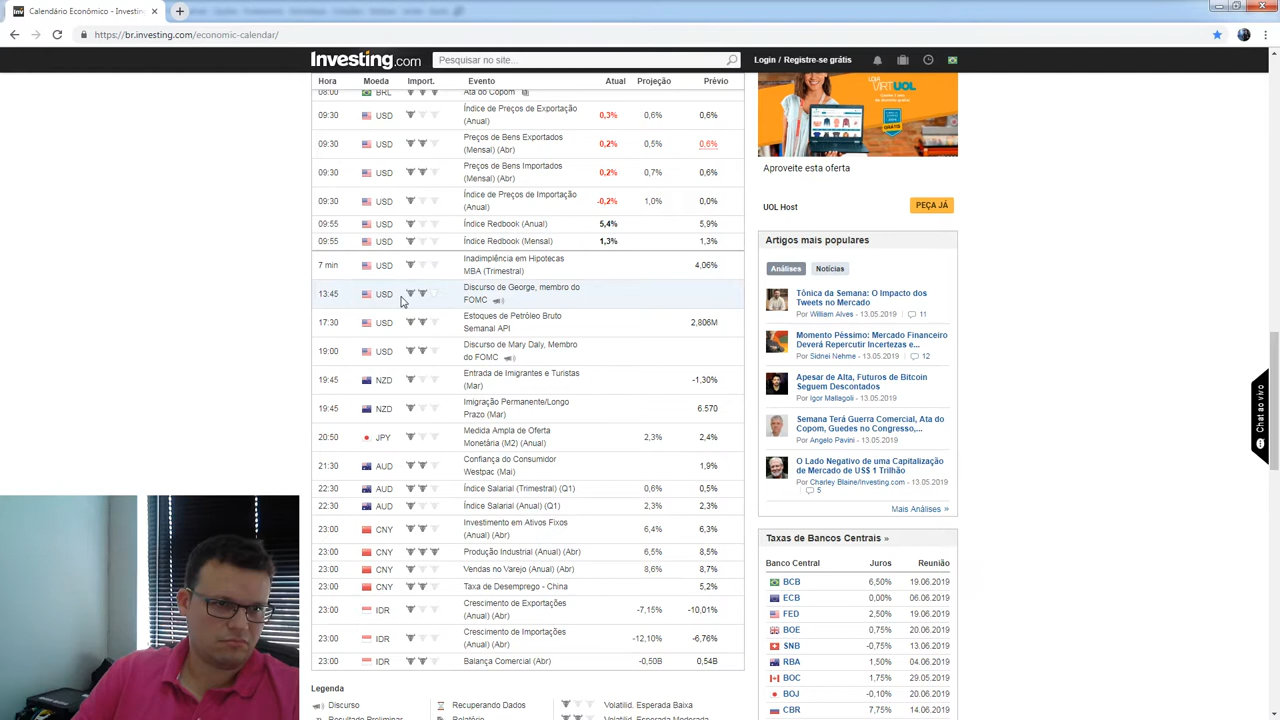 Calendário Econômico - Investin
https://br.investing.com/economic-calendar/
Investing.com
Pesquisar no site...
Login / Registre-se grátis
Hora Moeda Import. Evento Atual Projeção Prévio
08:00 BRL Ata do Copom
09:30 USD Índice de Preços de Exportação (Anual) 0,3% 0,6% 0,6%
09:30 USD Preços de Bens Exportados (Mensal) (Abr) 0,2% 0,5% 0,6%
09:30 USD Preços de Bens Importados (Mensal) (Abr) 0,2% 0,7% 0,6%
09:30 USD Índice de Preços de Importação (Anual) -0,2% 1,0% 0,0%
09:55 USD Índice Redbook (Anual) 5,4% 5,9%
09:55 USD Índice Redbook (Mensal) 1,3% 1,3%
7 min USD Inadimplência em Hipotecas MBA (Trimestral) 4,06%
13:45 USD Discurso de George, membro do FOMC
17:30 USD Estoques de Petróleo Bruto Semanal API 2,806M
19:00 USD Discurso de Mary Daly, Membro do FOMC
19:45 NZD Entrada de Imigrantes e Turistas (Mar) -1,30%
19:45 NZD Imigração Permanente/Longo Prazo (Mar) 6.570
20:50 JPY Medida Ampla de Oferta Monetária (M2) (Anual) 2,3% 2,4%
21:30 AUD Confiança do Consumidor Westpac (Mai) 1,9%
22:30 AUD Índice Salarial (Trimestral) (Q1) 0,6% 0,5%
22:30 AUD Índice Salarial (Anual) (Q1) 2,3% 2,3%
23:00 CNY Investimento em Ativos Fixos (Anual) (Abr) 6,4% 6,3%
23:00 CNY Produção Industrial (Anual) (Abr) 6,5% 8,5%
23:00 CNY Vendas no Varejo (Anual) (Abr) 8,6% 8,7%
23:00 CNY Taxa de Desemprego - China 5,2%
23:00 IDR Crescimento de Exportações (Anual) (Abr) -7,15% -10,01%
23:00 IDR Crescimento de Importações (Anual) (Abr) -12,10% -6,76%
23:00 IDR Balança Comercial (Abr) -0,50B 0,54B
Legenda
Discurso Recuperando Dados Volatilid. Esperada Baixa
Resultado Preliminar Relatório Volatilid. Esperada Moderada
LOJA
VIRTUOL
GRÁTIS
Aproveite esta oferta
UOL Host
PEÇA JÁ
Artigos mais populares
Análises Notícias
Tônica da Semana: O Impacto dos
Tweets no Mercado
Por William Alves - 13.05.2019 11
Momento Péssimo: Mercado Financeiro
Deverá Repercutir Incertezas e...
Por Sidnei Nehme - 13.05.2019 12
Apesar de Alta, Futuros de Bitcoin
Seguem Descontados
Por Igor Mallagoli - 13.05.2019
Semana Terá Guerra Comercial, Ata do
Copom, Guedes no Congresso,...
Por Angelo Pavini - 13.05.2019
O Lado Negativo de uma Capitalização
de Mercado de US$ 1 Trilhão
Por Charley Blaine/Investing.com - 13.05.2019
5
Mais Análises »
Taxas de Bancos Centrais »
Banco Central Juros Reunião
BCB 6,50% 19.06.2019
ECB 0,00% 06.06.2019
FED 2,50% 19.06.2019
BOE 0,75% 20.06.2019
SNB -0,75% 13.06.2019
RBA 1,50% 04.06.2019
BOC 1,75% 29.05.2019
BOJ -0,10% 20.06.2019
CBR 7,75% 14.06.2019
Chat ao vivo